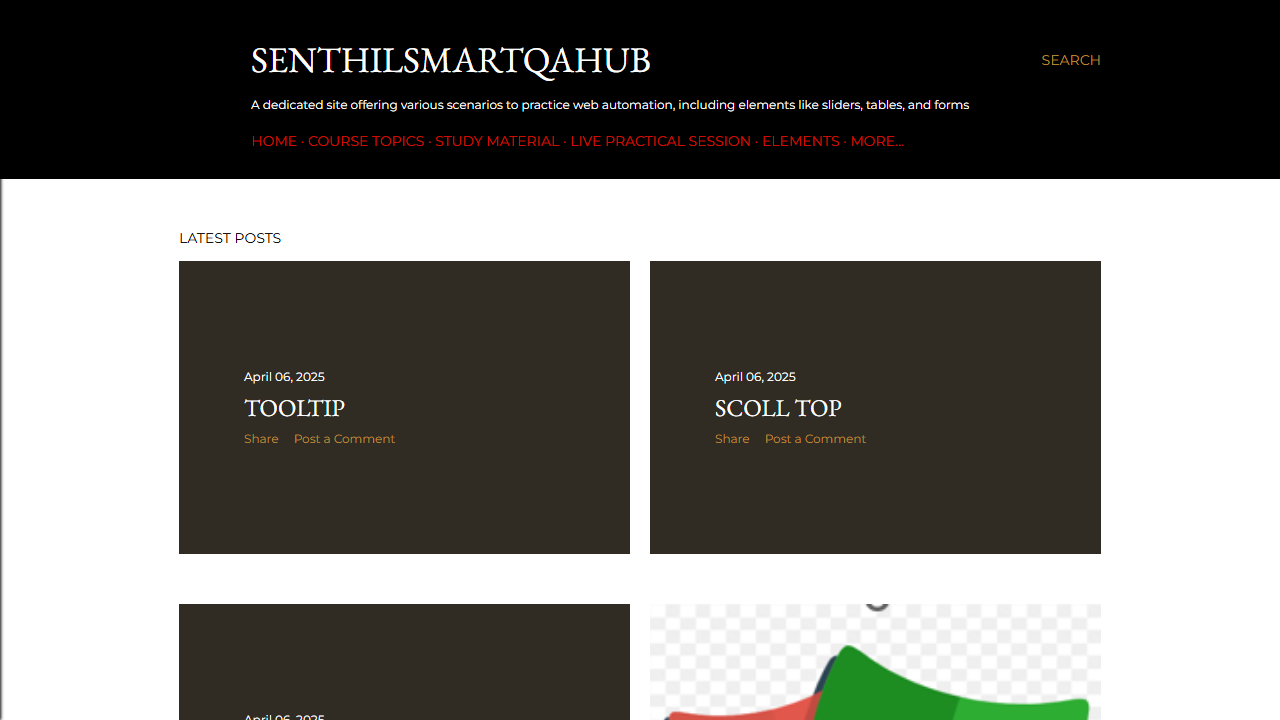 SENTHILSMARTQAHUB
SEARCH
A dedicated site offering various scenarios to practice web automation, including elements like sliders, tables, and forms
HOME · COURSE TOPICS · STUDY MATERIAL · LIVE PRACTICAL SESSION · ELEMENTS · MORE…
LATEST POSTS
April 06, 2025
TOOLTIP
Share Post a Comment
April 06, 2025
SCOLL TOP
Share Post a Comment
April 06, 2025